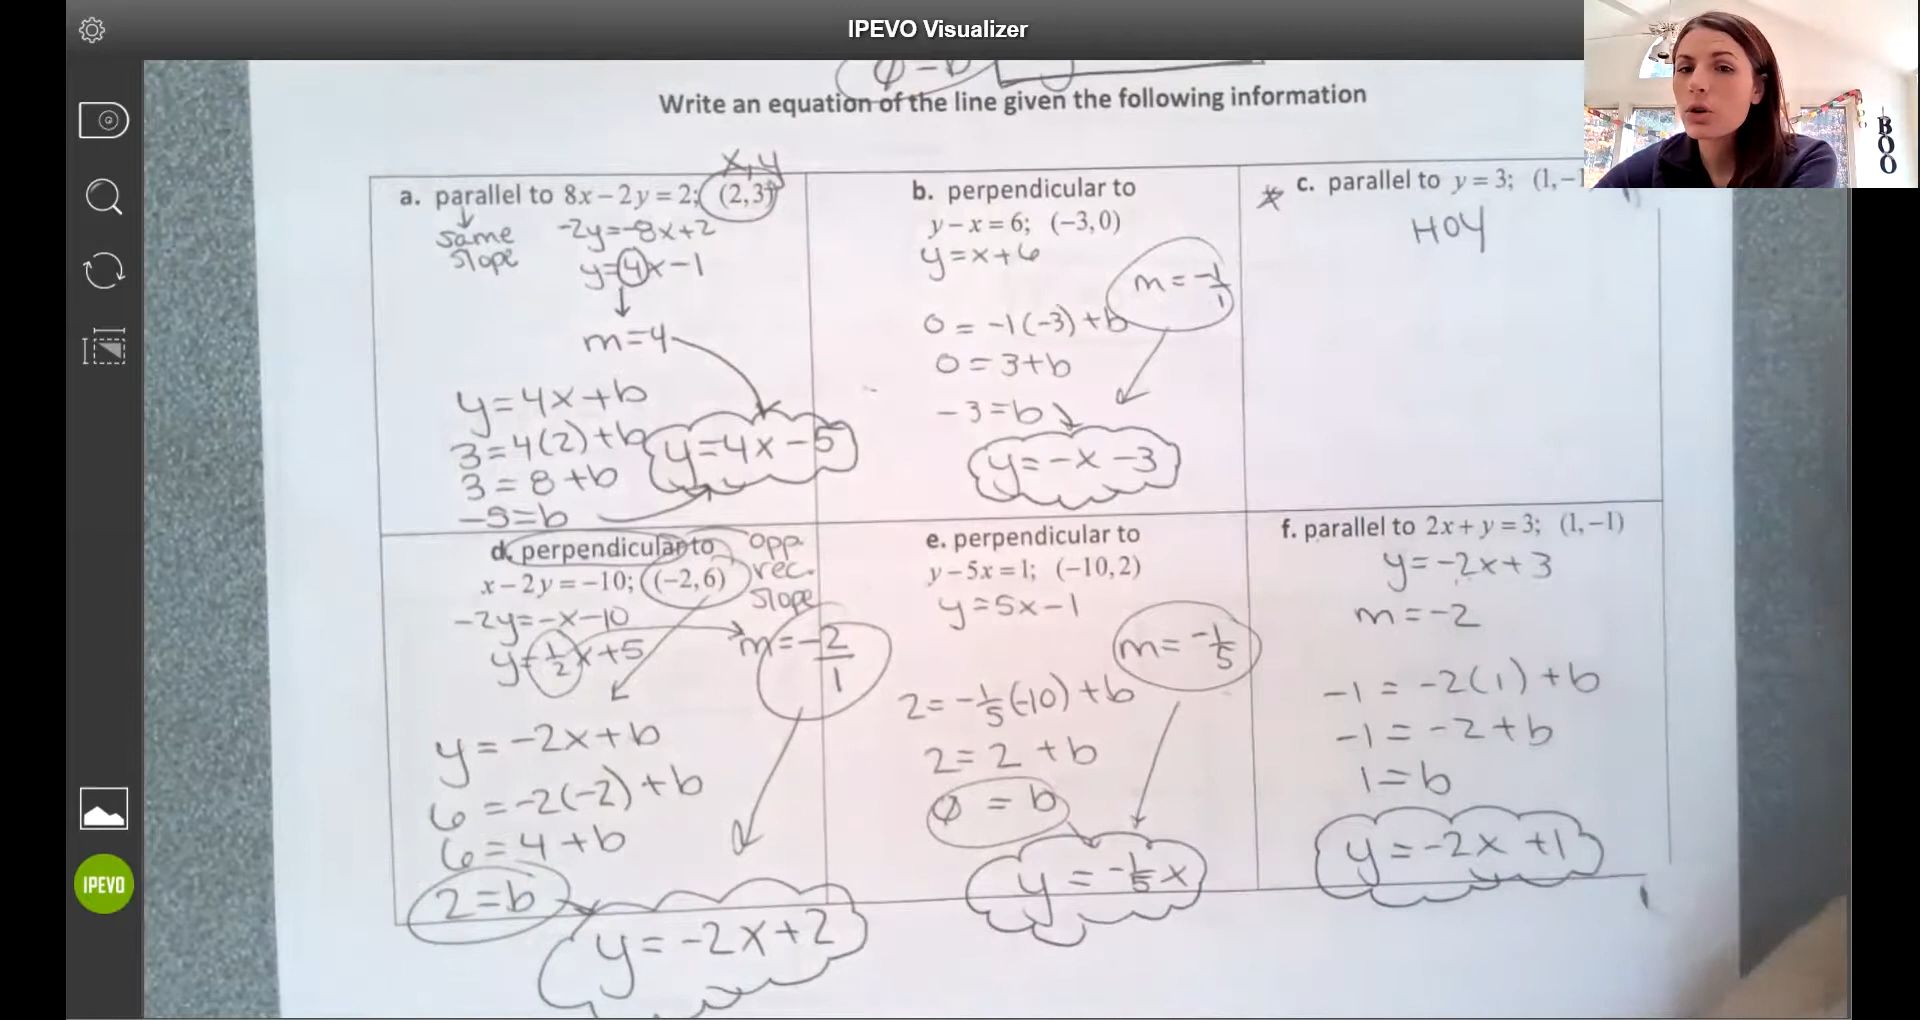 IPEVO Visualizer
Write an equation of the line given the following information
x, y
a. parallel to 8x – 2y = 2; (2,3)
same
slope
-2y=-8x+2
y=4x-1
m=4
y=4x+b
3=4(2)+b
3=8+b
-5=b
y=4x-5
b. perpendicular to
y – x = 6; (–3,0)
y=x+6
m=-1/1
0=-1(-3)+b
0=3+b
-3=b
y=-x-3
* c. parallel to y = 3; (1,–1
HOY
d. perpendicular to
opp.
rec.
slope
x – 2y = –10; (–2,6)
-2y=-x-10
y=1/2x+5
m=-2/1
y=-2x+b
6=-2(-2)+b
6=4+b
2=b
y=-2x+2
e. perpendicular to
y – 5x = 1; (–10,2)
y=5x-1
m=-1/5
2=-1/5(-10)+b
2=2+b
0=b
y=-1/5x
f. parallel to 2x + y = 3; (1,–1)
y=-2x+3
m=-2
-1=-2(1)+b
-1=-2+b
1=b
y=-2x+1
IPEVO
BOO